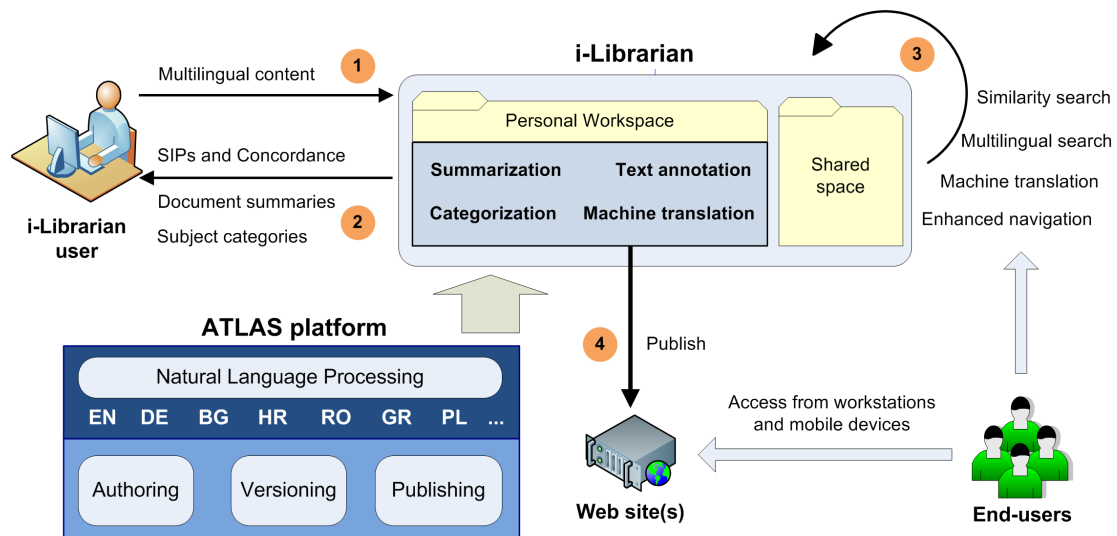 i-Librarian
1
Multilingual content
3
Similarity search
Multilingual search
Machine translation
Enhanced navigation
Personal Workspace
Summarization
Text annotation
Categorization
Machine translation
Shared
space
SIPs and Concordance
Document summaries
Subject categories
2
i-Librarian
user
ATLAS platform
Natural Language Processing
EN DE BG HR RO GR PL ...
Authoring
Versioning
Publishing
4
Publish
Web site(s)
Access from workstations
and mobile devices
End-users